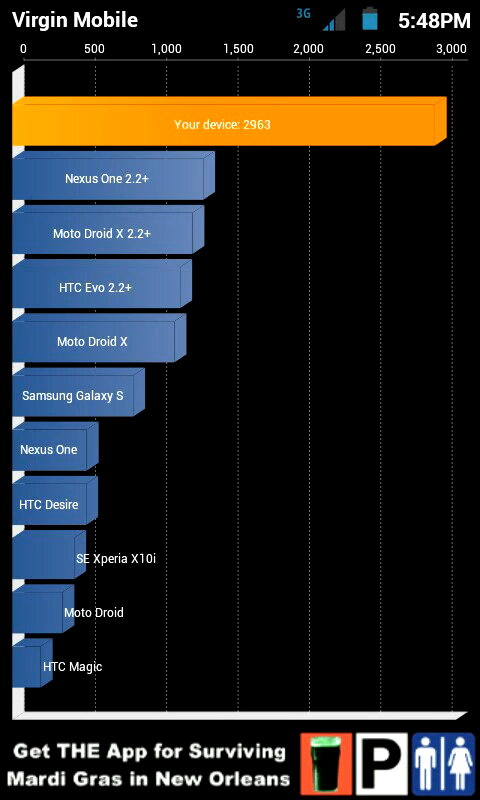 Virgin Mobile 3G 5:48PM
0 500 1,000 1,500 2,000 2,500 3,000
Your device: 2963
Nexus One 2.2+
Moto Droid X 2.2+
HTC Evo 2.2+
Moto Droid X
Samsung Galaxy S
Nexus One
HTC Desire
SE Xperia X10i
Moto Droid
HTC Magic
Get THE App for Surviving
Mardi Gras in New Orleans
P